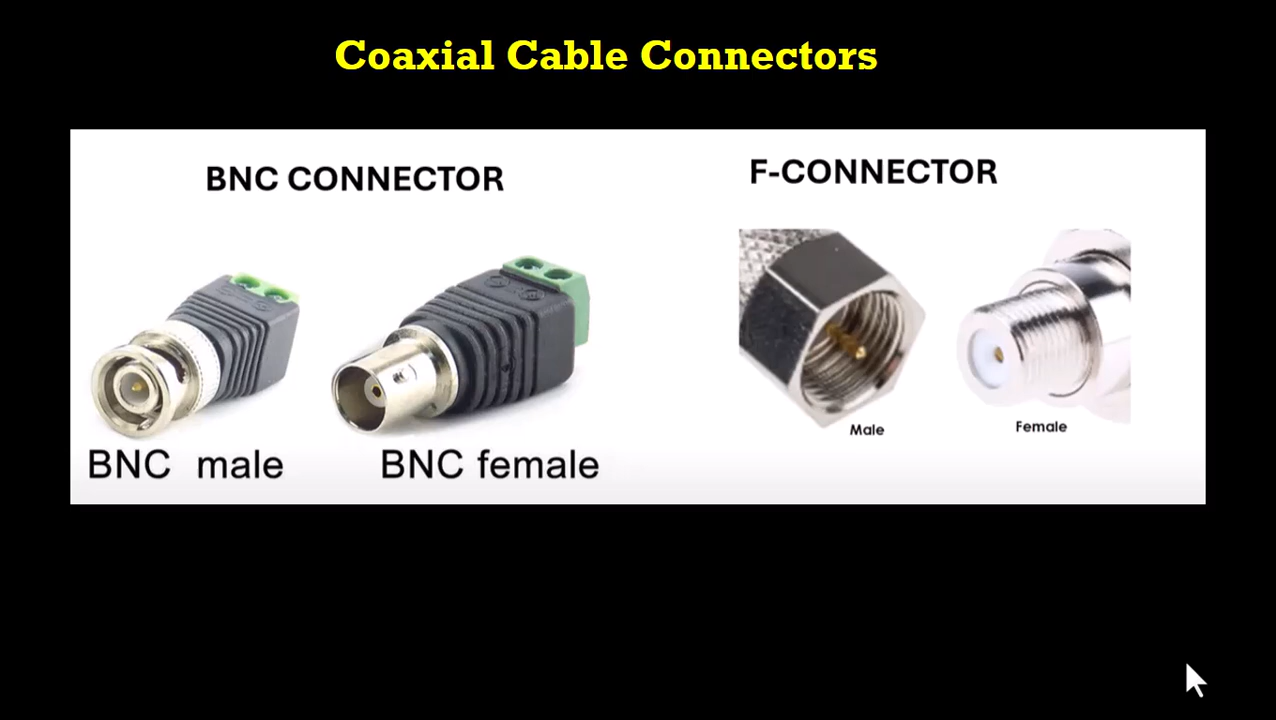 Coaxial Cable Connectors
BNC CONNECTOR
F-CONNECTOR
Male
Female
BNC male
BNC female